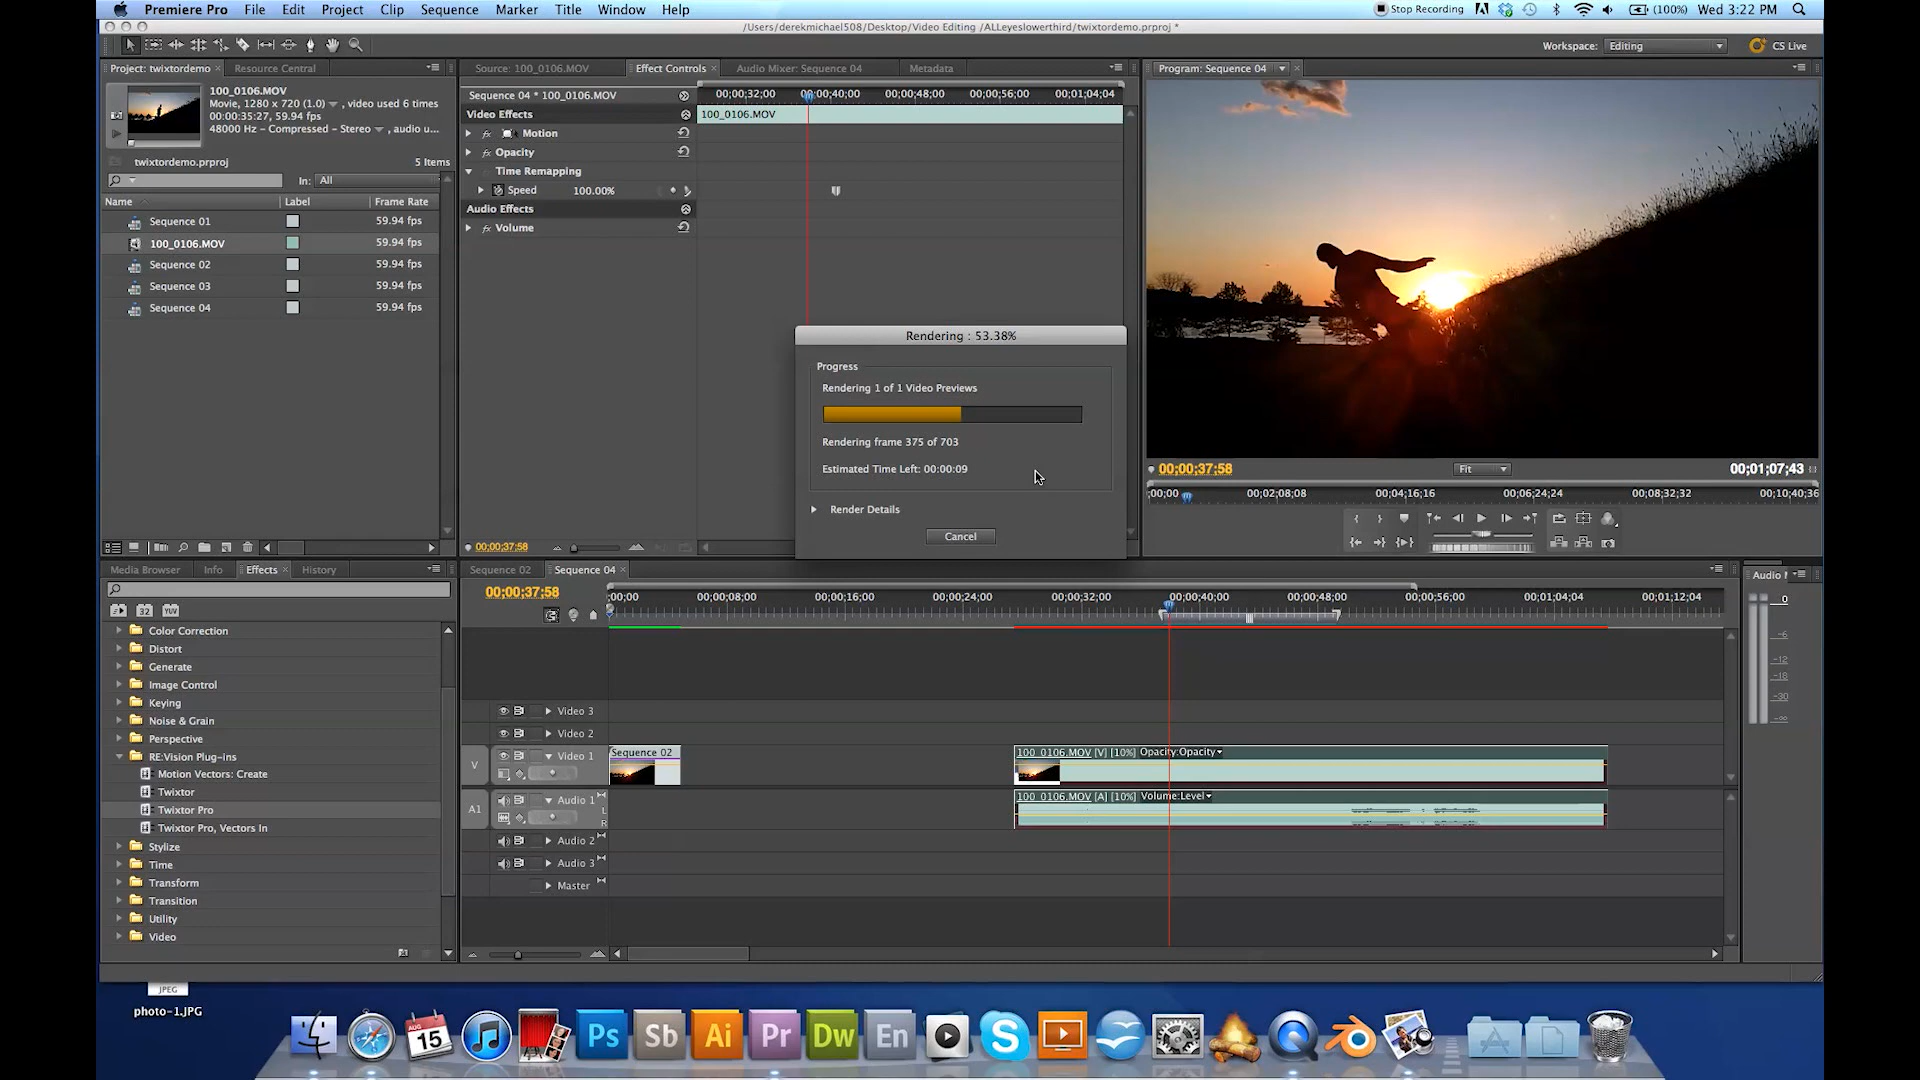 Premiere Pro File Edit Project Clip Sequence Marker Title Window Help
Stop Recording (100%) Wed 3:22 PM
/Users/derekmichael508/Desktop/Video Editing /ALLeyeslowerthird/twixtordemo.prproj *
Workspace: Editing CS Live
Project: twixtordemo × Resource Central
100_0106.MOV
Movie, 1280 x 720 (1.0) , video used 6 times
00;00;35;27, 59.94 fps
48000 Hz - Compressed - Stereo , audio u...
twixtordemo.prproj 5 Items
In: All
Name Label Frame Rate
Sequence 01 59.94 fps
100_0106.MOV 59.94 fps
Sequence 02 59.94 fps
Sequence 03 59.94 fps
Sequence 04 59.94 fps
Source: 100_0106.MOV Effect Controls × Audio Mixer: Sequence 04 Metadata
Sequence 04 * 100_0106.MOV
00;00;32;00 00;00;40;00 00;00;48;00 00;00;56;00 00;01;04;04
Video Effects 100_0106.MOV
fx Motion
fx Opacity
Time Remapping
Speed 100.00%
Audio Effects
fx Volume
00;00;37;58
Rendering : 53.38%
Progress
Rendering 1 of 1 Video Previews
Rendering frame 375 of 703
Estimated Time Left: 00:00:09
Render Details
Cancel
Program: Sequence 04 ×
00;00;37;58 Fit 00;01;07;43
;00;00 00;02;08;08 00;04;16;16 00;06;24;24 00;08;32;32 00;10;40;36
Media Browser Info Effects × History
32 YUV
Color Correction
Distort
Generate
Image Control
Keying
Noise & Grain
Perspective
RE:Vision Plug-ins
Motion Vectors: Create
Twixtor
Twixtor Pro
Twixtor Pro, Vectors In
Stylize
Time
Transform
Transition
Utility
Video
Sequence 02 Sequence 04 ×
00;00;37;58
;00;00 00;00;08;00 00;00;16;00 00;00;24;00 00;00;32;00 00;00;40;00 00;00;48;00 00;00;56;00 00;01;04;04 00;01;12;04
Video 3
Video 2
V Video 1
Sequence 02
100_0106.MOV [V] [10%] Opacity:Opacity
A1 Audio 1
L
R
100_0106.MOV [A] [10%] Volume:Level
Audio 2
Audio 3
Master
Audio
0
-6
-12
-18
-30
-∞
JPEG
photo-1.JPG
AUG
15
Ps Sb Ai Pr Dw En